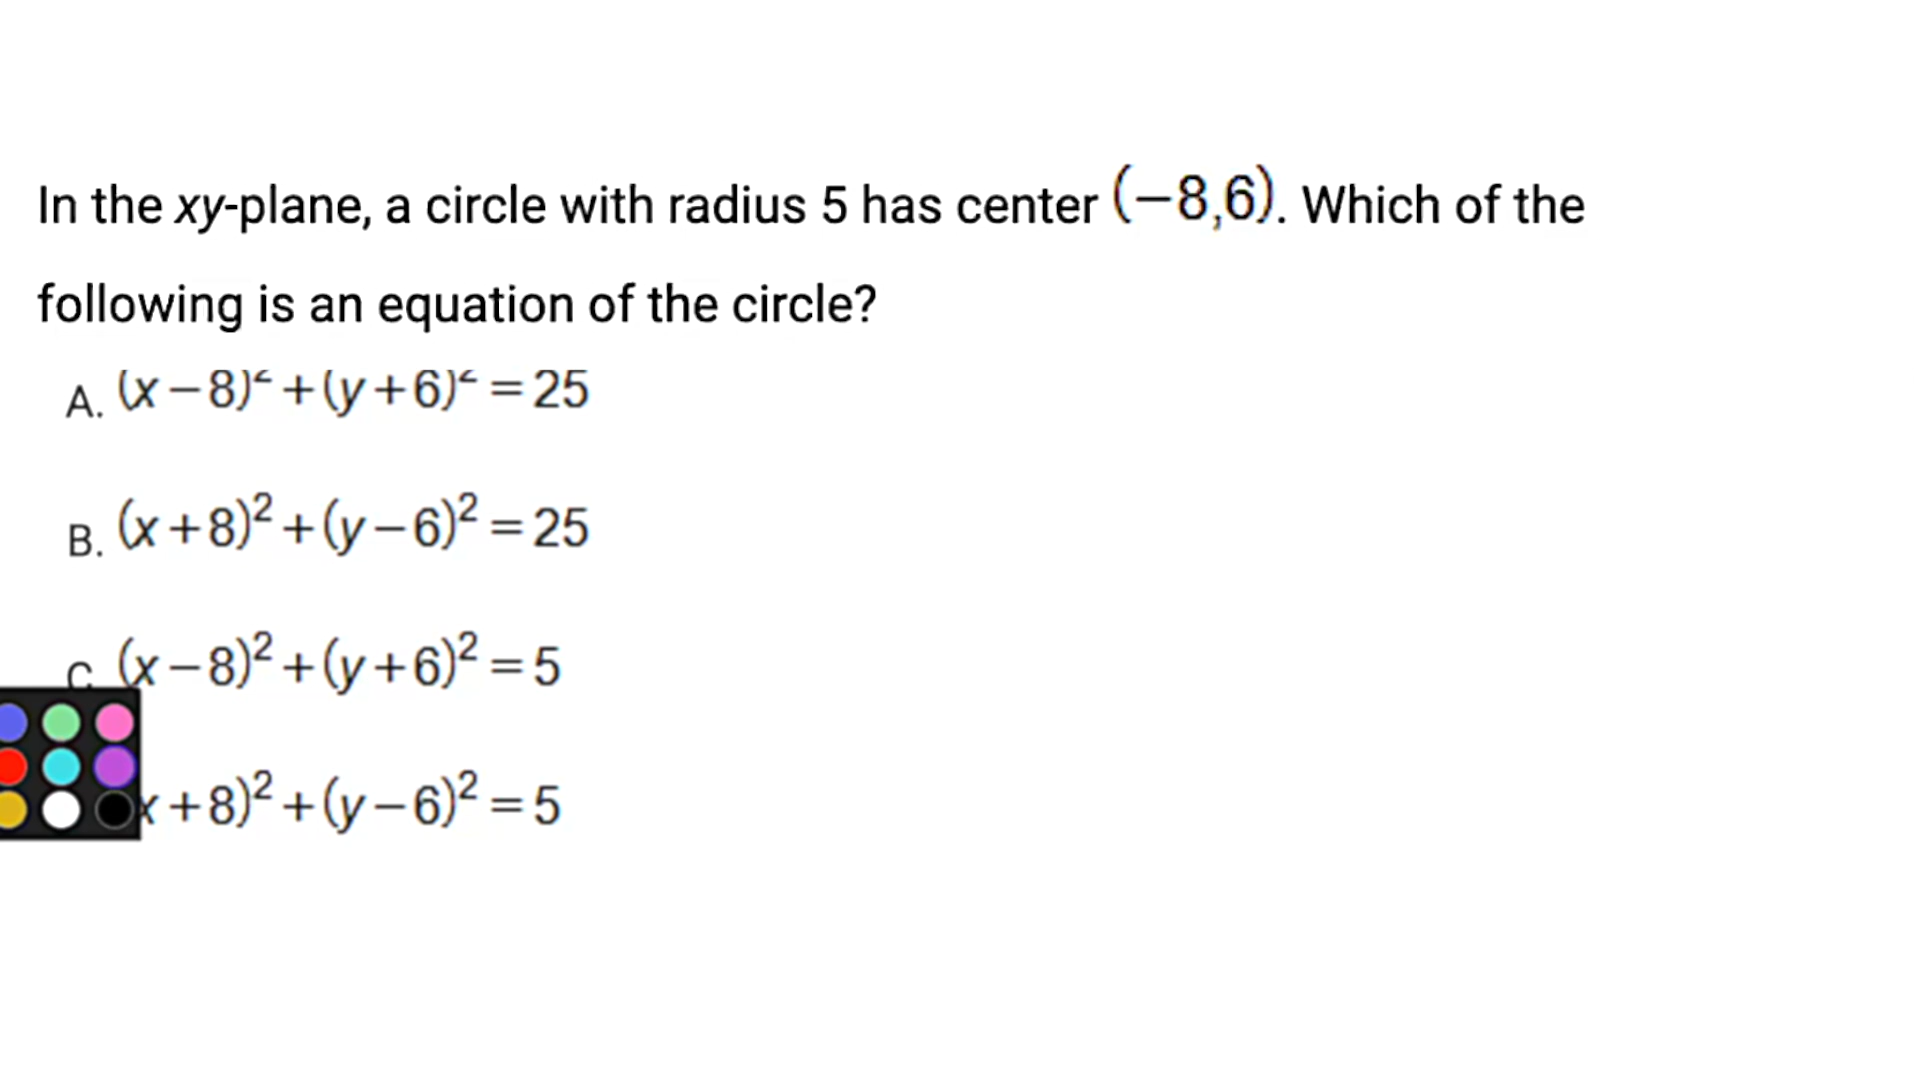 In the xy-plane, a circle with radius 5 has center (−8,6). Which of the
following is an equation of the circle?
A. (x−8)²+(y+6)²=25
B. (x+8)²+(y−6)²=25
C (x−8)²+(y+6)²=5
x+8)²+(y−6)²=5